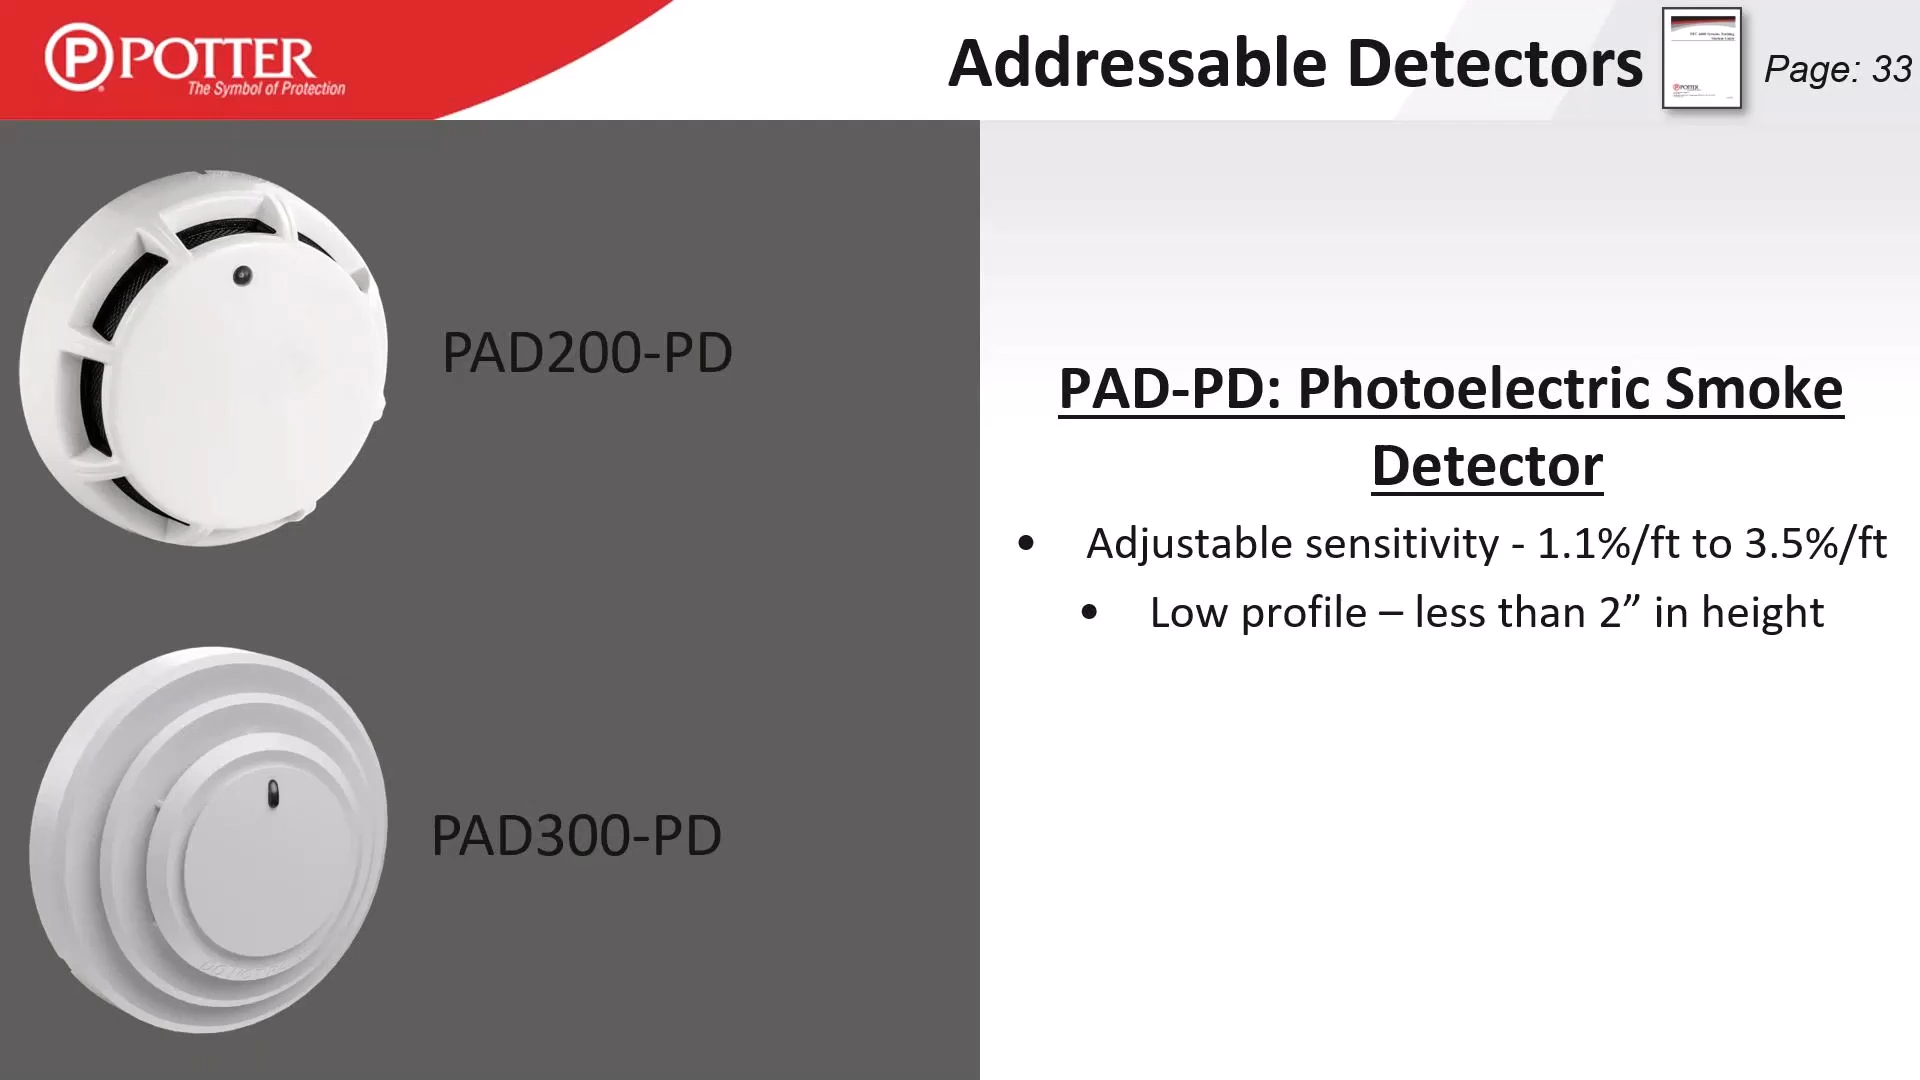 POTTER
The Symbol of Protection
Addressable Detectors
Page: 33
PAD200-PD
PAD300-PD
PAD-PD: Photoelectric Smoke
Detector
• Adjustable sensitivity - 1.1%/ft to 3.5%/ft
• Low profile – less than 2” in height